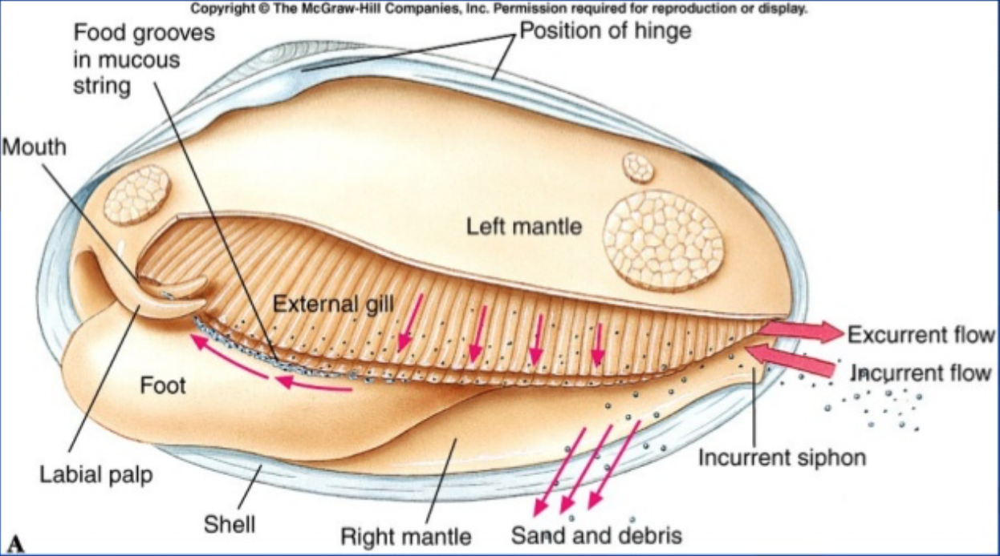 Copyright © The McGraw-Hill Companies, Inc. Permission required for reproduction or display.
Food grooves
in mucous
string
Position of hinge
Mouth
Left mantle
External gill
Excurrent flow
Incurrent flow
Foot
Incurrent siphon
Labial palp
Shell
Right mantle
Sand and debris
A